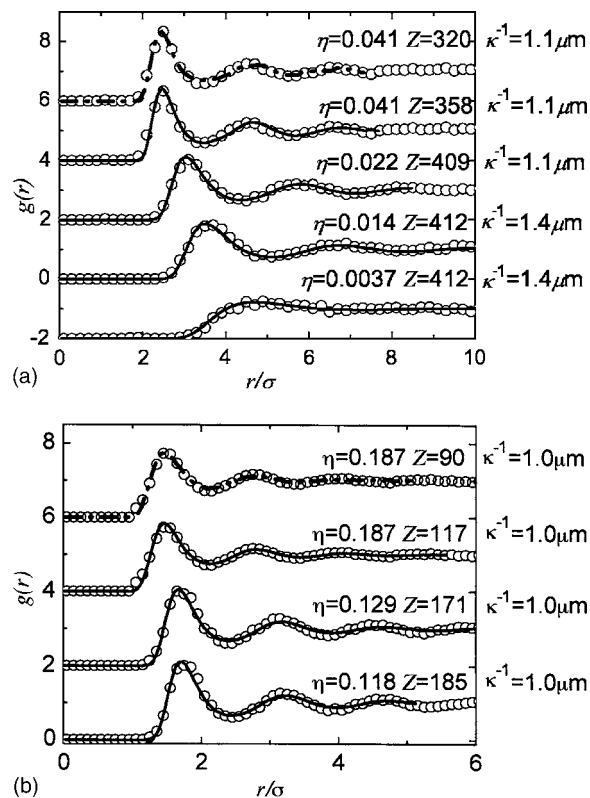 8
η=0.041 Z=320 κ⁻¹=1.1μm
6
η=0.041 Z=358 κ⁻¹=1.1μm
4
η=0.022 Z=409 κ⁻¹=1.1μm
g(r)
2
η=0.014 Z=412 κ⁻¹=1.4μm
0
η=0.0037 Z=412 κ⁻¹=1.4μm
-2
0 2 4 6 8 10
(a)
r/σ
8
η=0.187 Z=90 κ⁻¹=1.0μm
6
η=0.187 Z=117 κ⁻¹=1.0μm
4
g(r)
η=0.129 Z=171 κ⁻¹=1.0μm
2
η=0.118 Z=185 κ⁻¹=1.0μm
0
0 2 4 6
(b)
r/σ